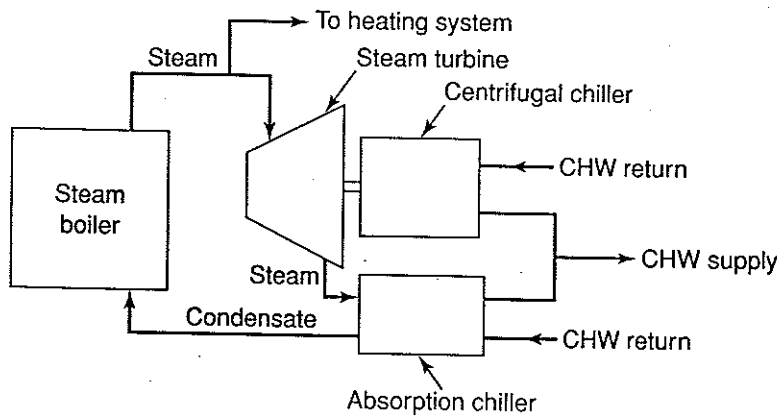 To heating system
Steam
Steam turbine
Centrifugal chiller
CHW return
Steam
boiler
CHW supply
Steam
Condensate
CHW return
Absorption chiller